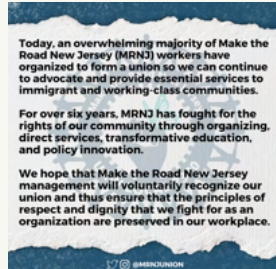 Today, an overwhelming majority of Make the
Road New Jersey (MRNJ) workers have
organized to form a union so we can continue
to advocate and provide essential services to
immigrant and working-class communities.
For over six years, MRNJ has fought for the
rights of our community through organizing,
direct services, transformative education,
and policy innovation.
We hope that Make the Road New Jersey
management will voluntarily recognize our
union and thus ensure that the principles of
respect and dignity that we fight for as an
organization are preserved in our workplace.
@MRNJUNION